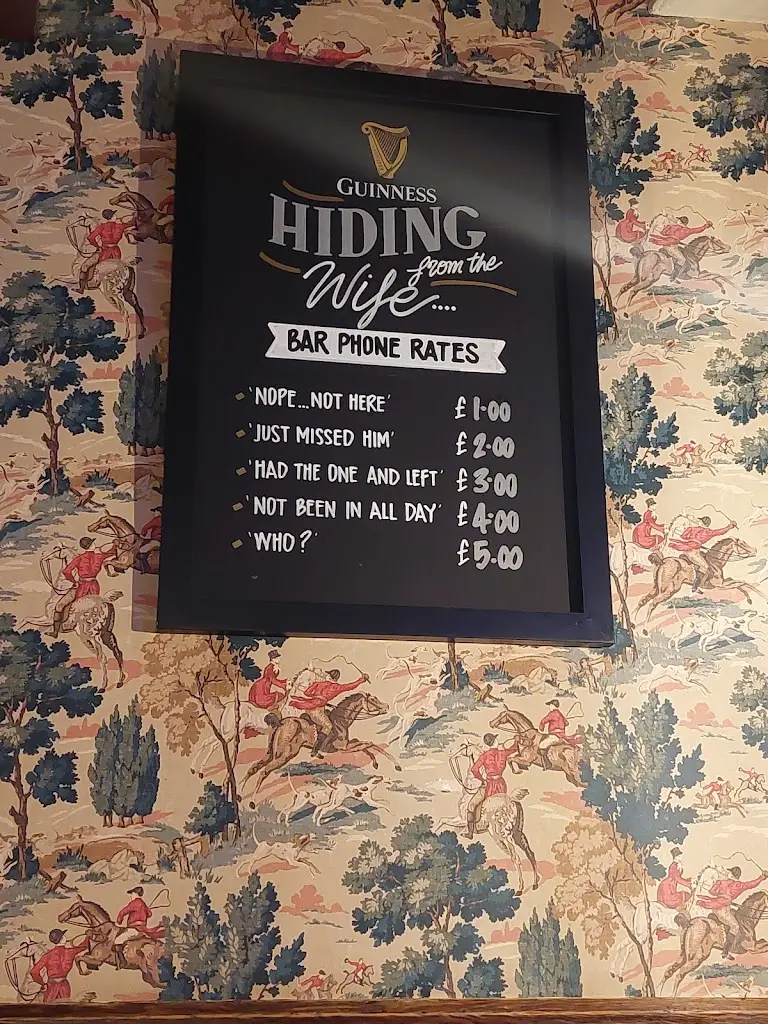 GUINNESS
HIDING
from the
Wife....
BAR PHONE RATES
'NOPE...NOT HERE' £1.00
'JUST MISSED HIM' £2.00
'HAD THE ONE AND LEFT' £3.00
'NOT BEEN IN ALL DAY' £4.00
'WHO?' £5.00